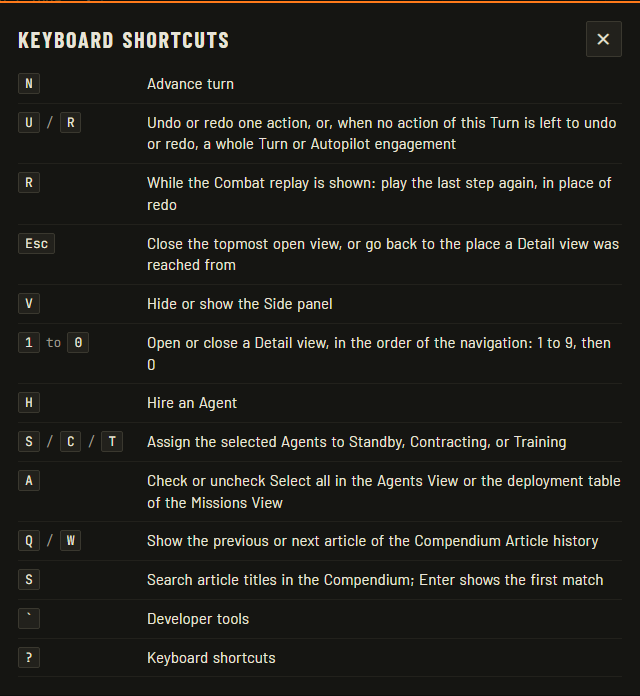 KEYBOARD SHORTCUTS
✕
N Advance turn
U / R Undo or redo one action, or, when no action of this Turn is left to undo
or redo, a whole Turn or Autopilot engagement
R While the Combat replay is shown: play the last step again, in place of
redo
Esc Close the topmost open view, or go back to the place a Detail view was
reached from
V Hide or show the Side panel
1 to 0 Open or close a Detail view, in the order of the navigation: 1 to 9, then
0
H Hire an Agent
S / C / T Assign the selected Agents to Standby, Contracting, or Training
A Check or uncheck Select all in the Agents View or the deployment table
of the Missions View
Q / W Show the previous or next article of the Compendium Article history
S Search article titles in the Compendium; Enter shows the first match
` Developer tools
? Keyboard shortcuts